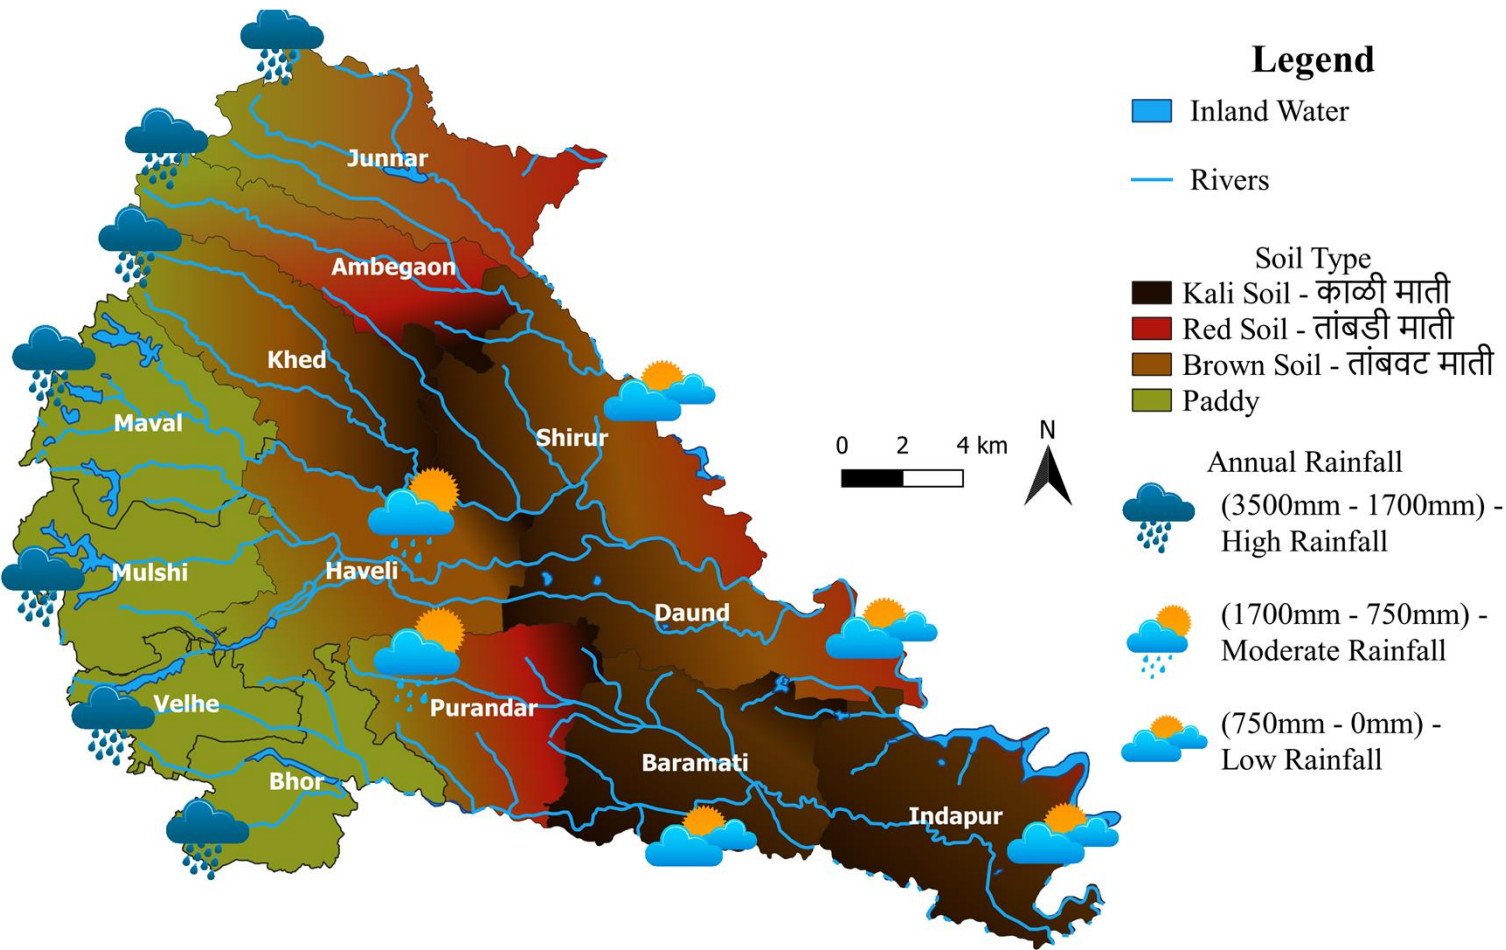 Junnar
Ambegaon
Khed
Maval
Shirur
Mulshi
Haveli
Daund
Velhe
Purandar
Bhor
Baramati
Indapur
0 2 4 km
N
Legend
Inland Water
Rivers
Soil Type
Kali Soil - काळी माती
Red Soil - तांबडी माती
Brown Soil - तांबवट माती
Paddy
Annual Rainfall
(3500mm - 1700mm) -
High Rainfall
(1700mm - 750mm) -
Moderate Rainfall
(750mm - 0mm) -
Low Rainfall